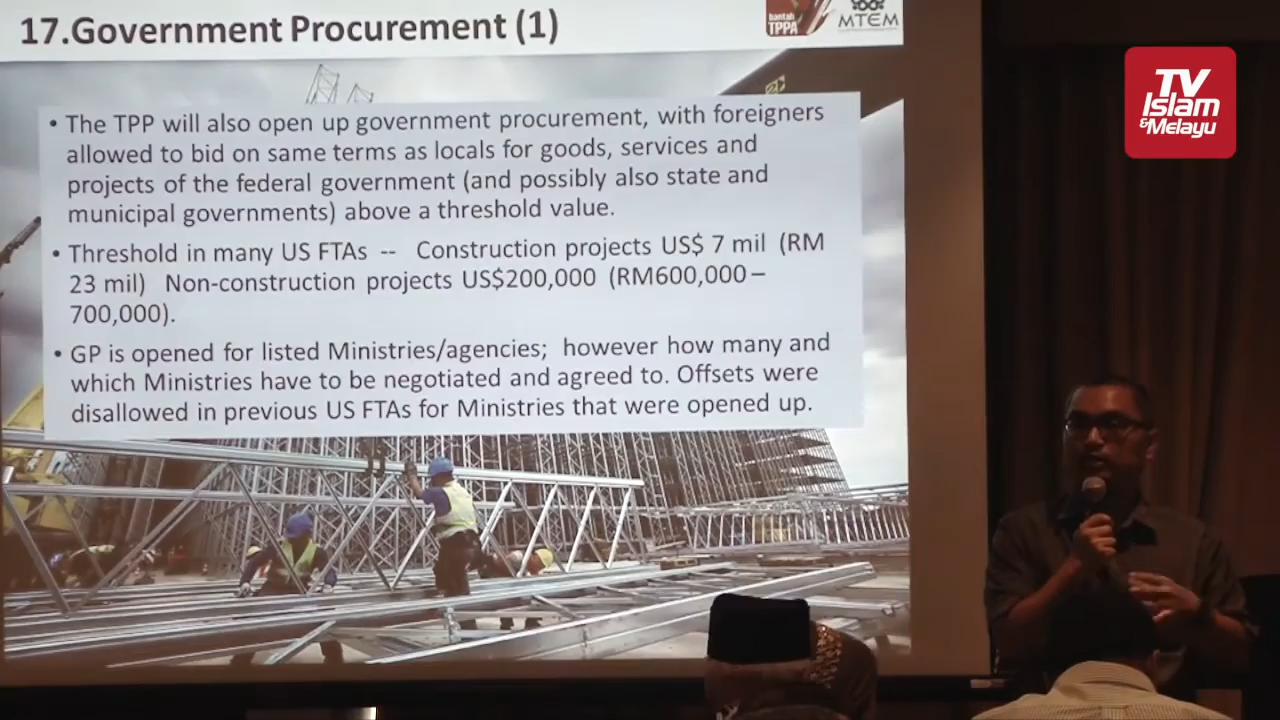 17.Government Procurement (1)
bantah
TPPA
MTEM
TV
Islam
&Melayu
• The TPP will also open up government procurement, with foreigners
allowed to bid on same terms as locals for goods, services and
projects of the federal government (and possibly also state and
municipal governments) above a threshold value.
• Threshold in many US FTAs -- Construction projects US$ 7 mil (RM
23 mil) Non-construction projects US$200,000 (RM600,000 –
700,000).
• GP is opened for listed Ministries/agencies; however how many and
which Ministries have to be negotiated and agreed to. Offsets were
disallowed in previous US FTAs for Ministries that were opened up.